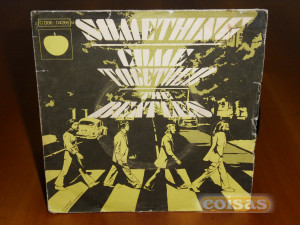 SOMETHING
COME
TOGETHER
THE
BEATLES
coisas